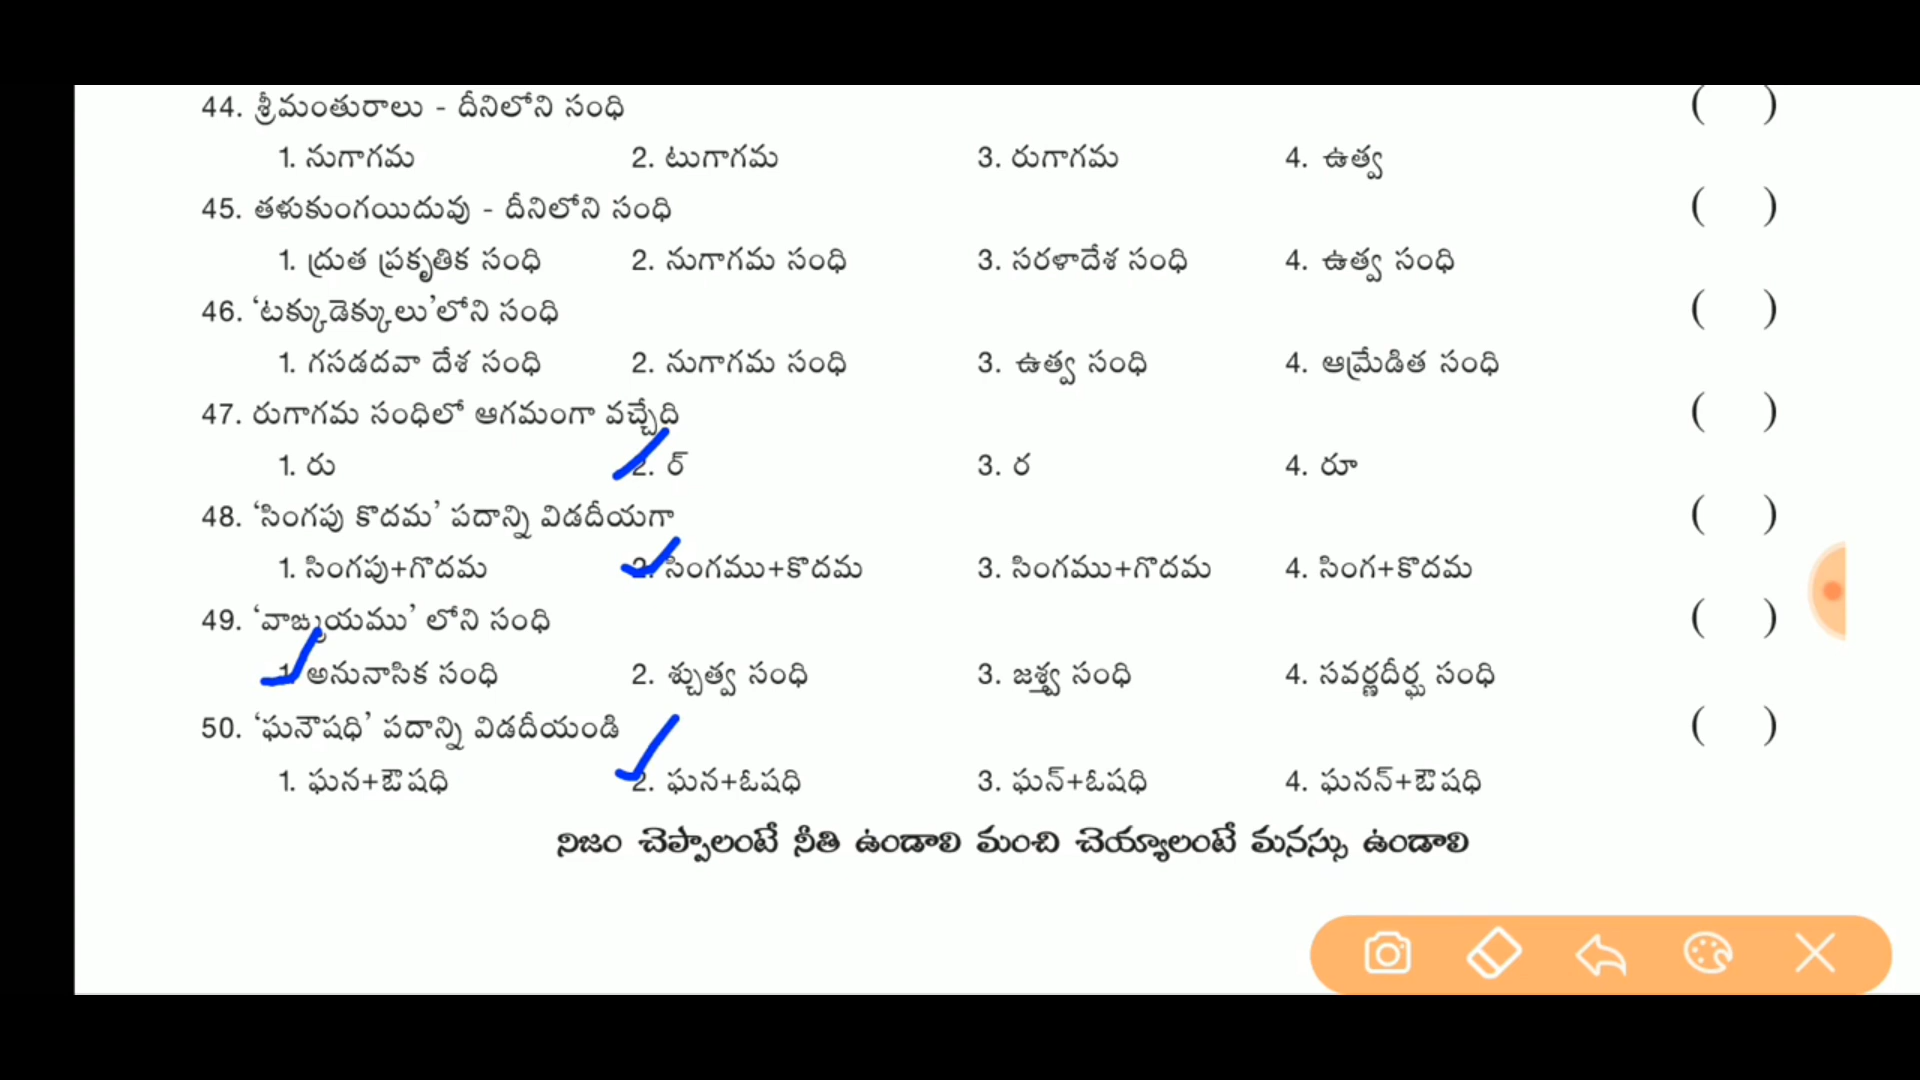 44. శ్రీమంతురాలు - దీనిలోని సంధి ( )
1. నుగాగమ 2. టుగాగమ 3. రుగాగమ 4. ఉత్వ
45. తళుకుంగయిదువు - దీనిలోని సంధి ( )
1. ద్రుత ప్రకృతిక సంధి 2. నుగాగమ సంధి 3. సరళాదేశ సంధి 4. ఉత్వ సంధి
46. ‘టక్కుడెక్కులు’లోని సంధి ( )
1. గసడదవా దేశ సంధి 2. నుగాగమ సంధి 3. ఉత్వ సంధి 4. ఆమ్రేడిత సంధి
47. రుగాగమ సంధిలో ఆగమంగా వచ్చేది ( )
1. రు 2. ర్ 3. ర 4. రూ
48. ‘సింగపు కొదమ’ పదాన్ని విడదీయగా ( )
1. సింగపు+గొదమ 2. సింగము+కొదమ 3. సింగము+గొదమ 4. సింగ+కొదమ
49. ‘వాఙ్మయము’ లోని సంధి ( )
1. అనునాసిక సంధి 2. శ్చుత్వ సంధి 3. జశ్త్వ సంధి 4. సవర్ణదీర్ఘ సంధి
50. ‘ఘనౌషధి’ పదాన్ని విడదీయండి ( )
1. ఘన+ఔషధి 2. ఘన+ఓషధి 3. ఘన్+ఓషధి 4. ఘనన్+ఔషధి
నిజం చెప్పాలంటే నీతి ఉండాలి మంచి చెయ్యాలంటే మనస్సు ఉండాలి